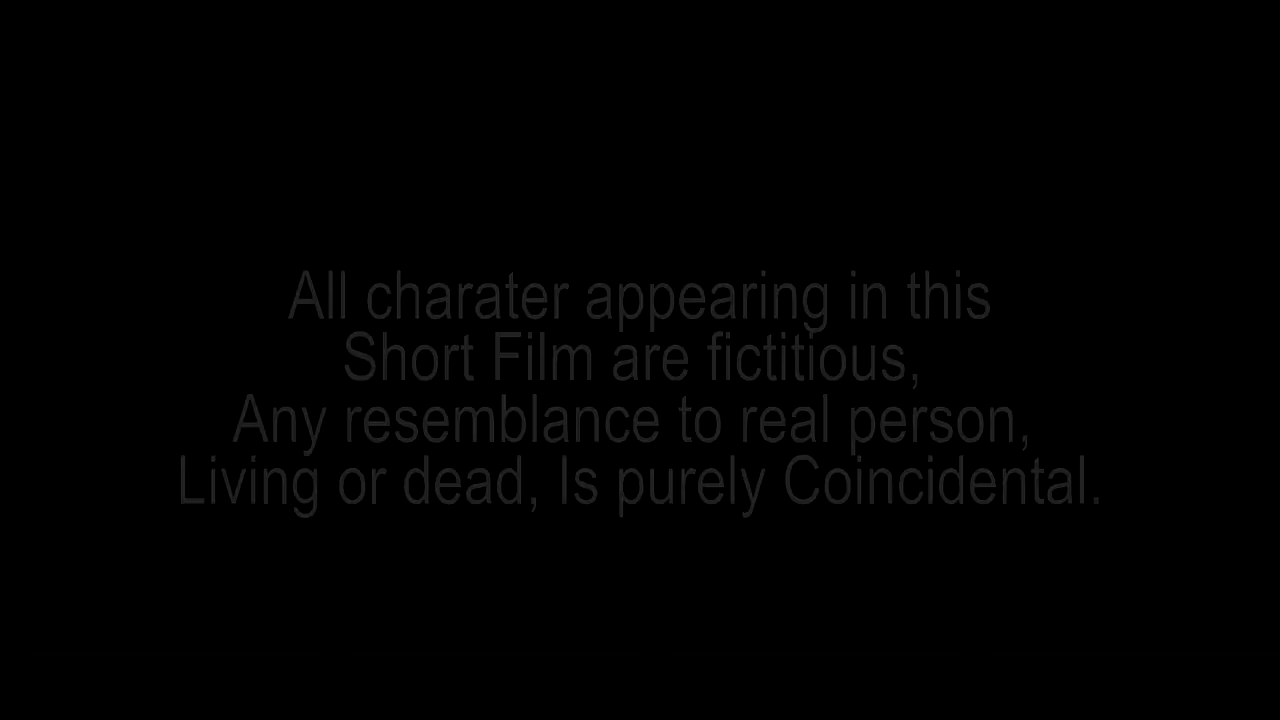 All charater appearing in this
Short Film are fictitious,
Any resemblance to real person,
Living or dead, Is purely Coincidental.